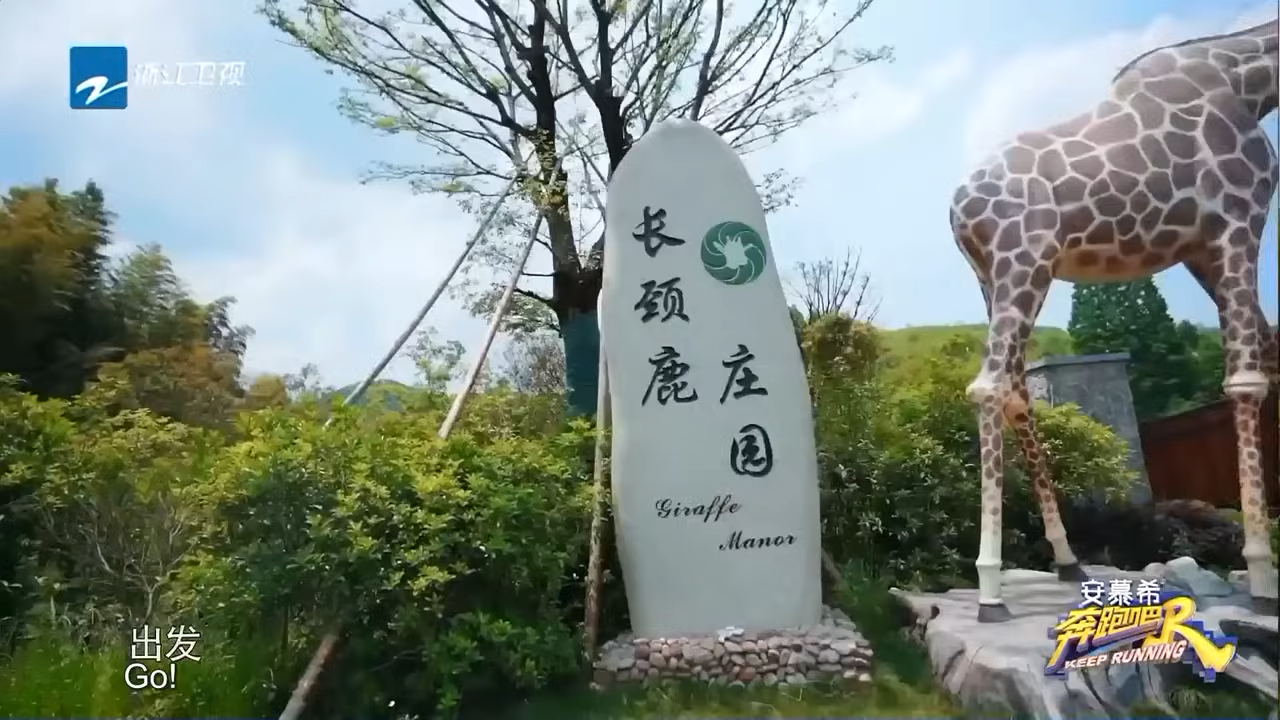 浙江卫视
长颈鹿
庄园
Giraffe
Manor
出发
Go!
安慕希
奔跑吧
KEEP RUNNING